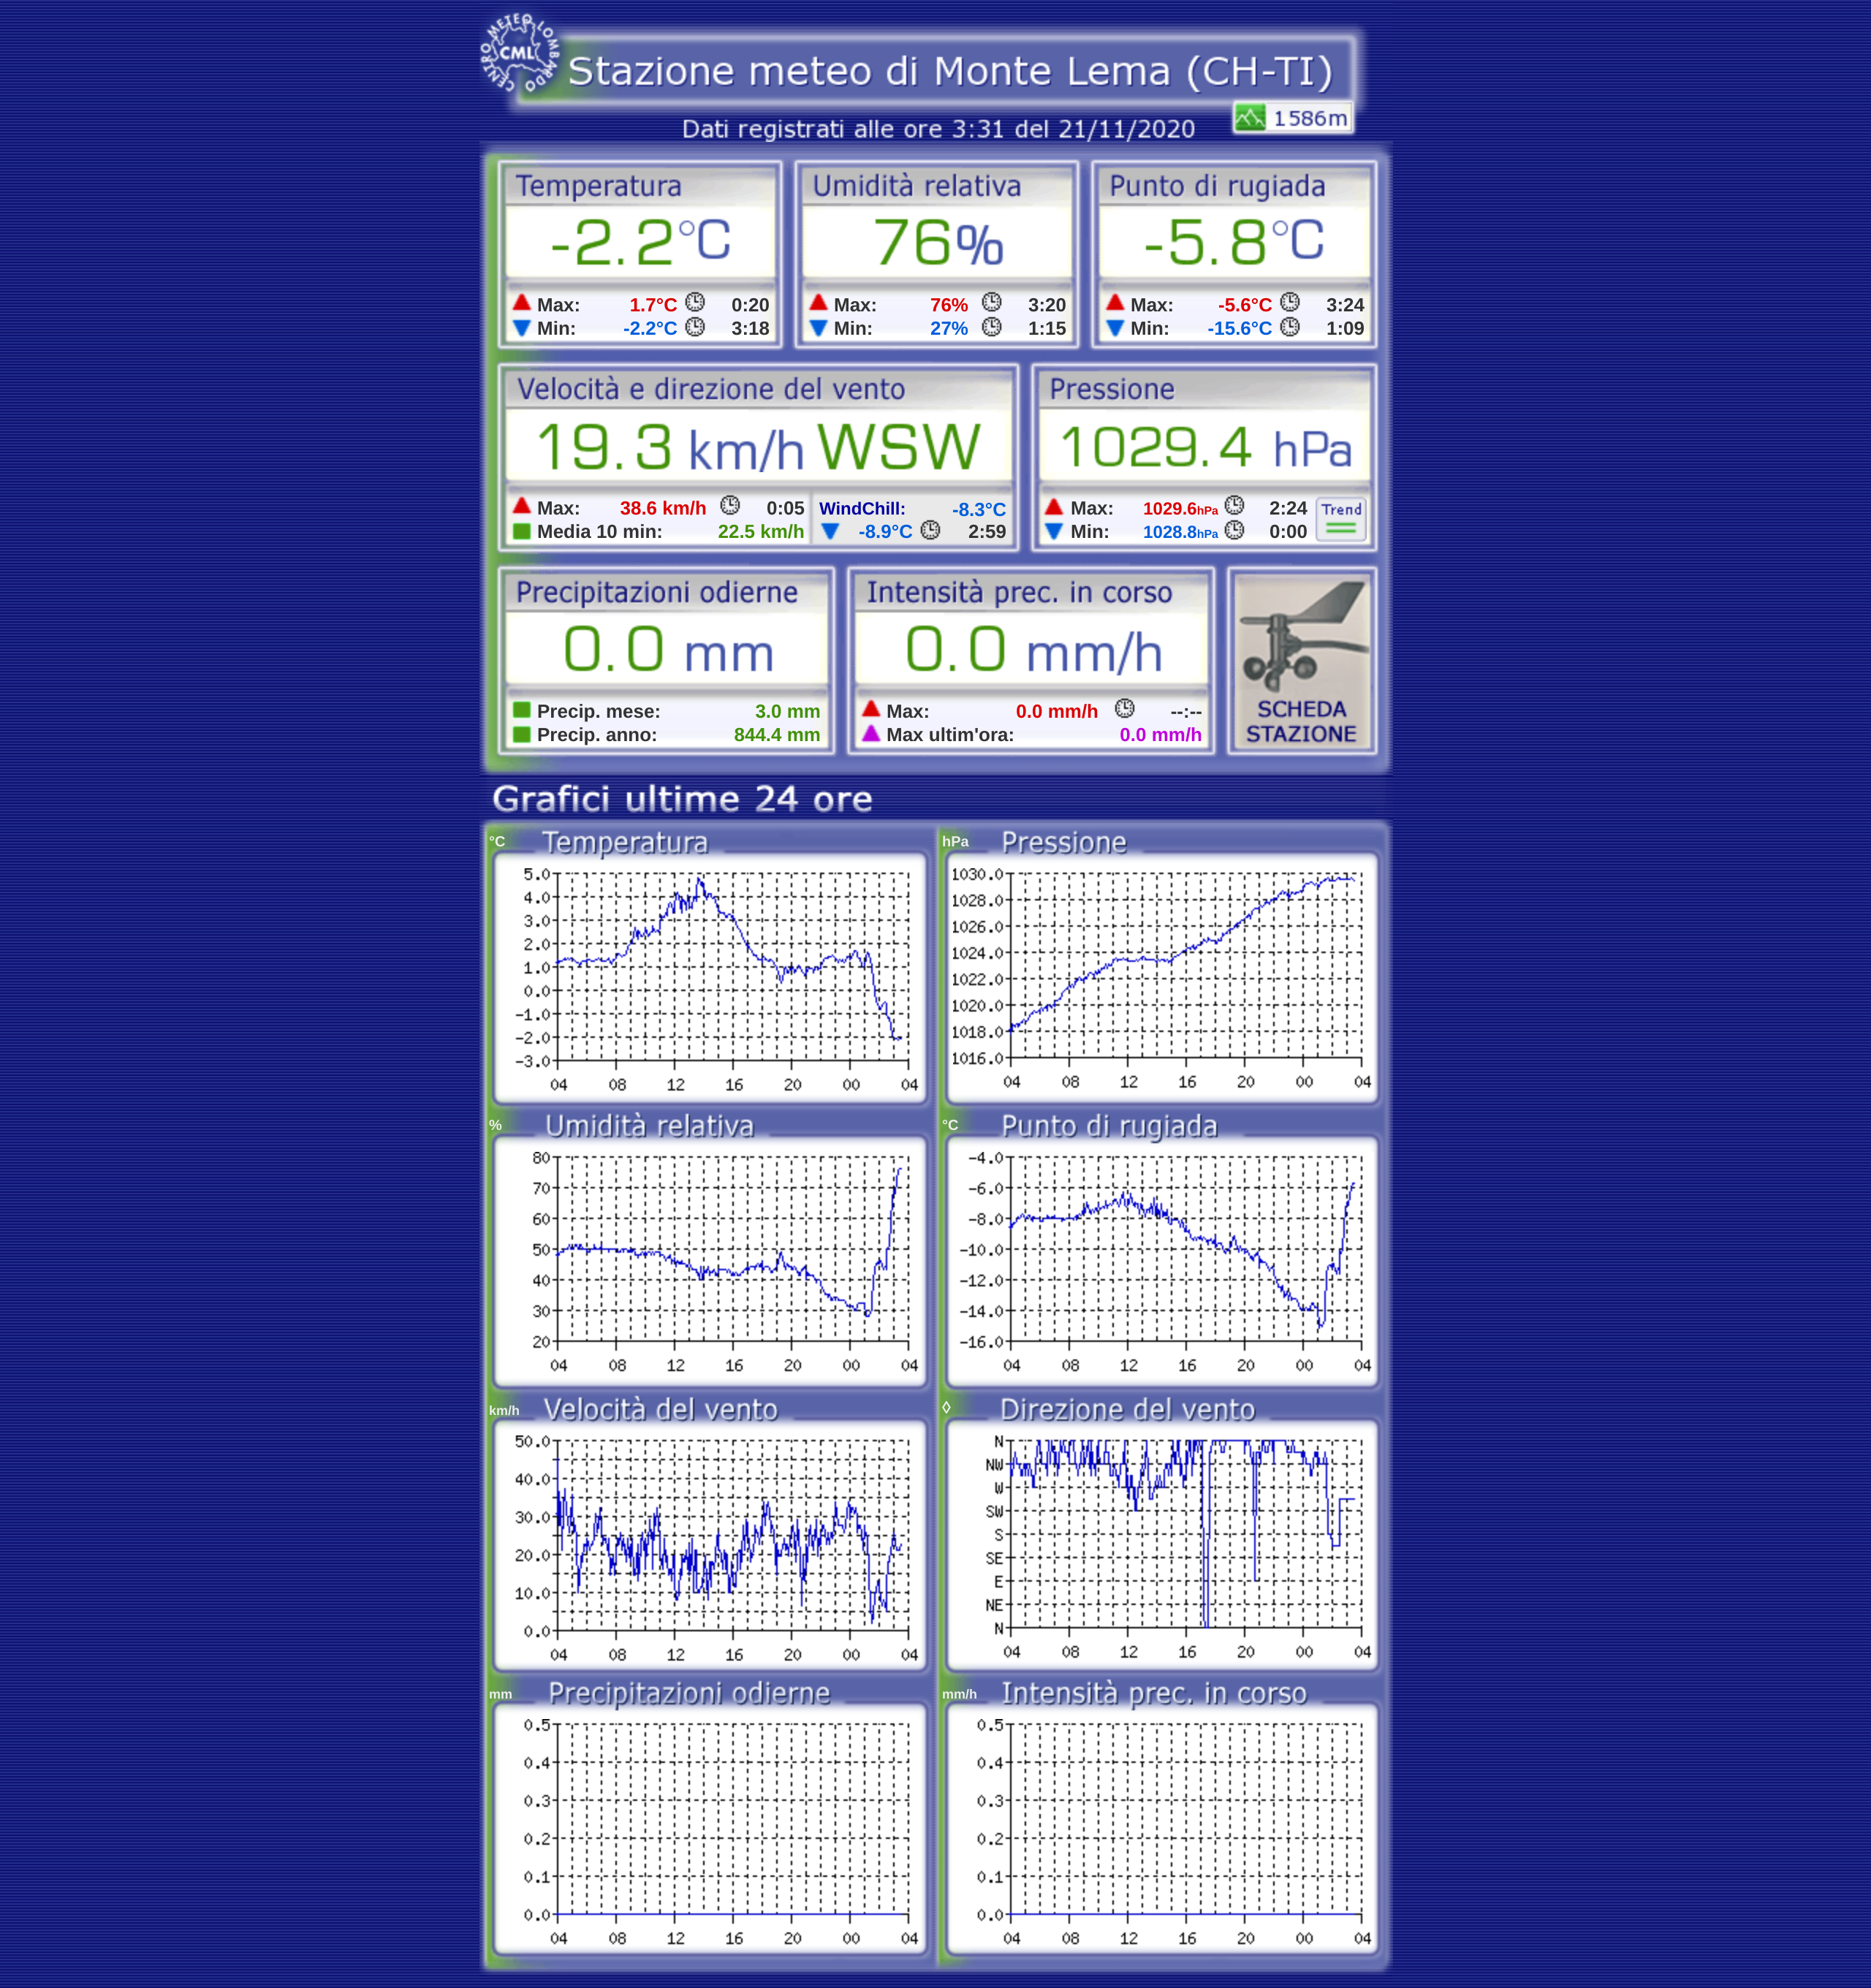 CENTRO METEO LOMBARDO
CML
Stazione meteo di Monte Lema (CH-TI)
1586m
Dati registrati alle ore 3:31 del 21/11/2020
Temperatura
-2.2°C
Max: 1.7°C 0:20
Min: -2.2°C 3:18
Umidità relativa
76%
Max: 76% 3:20
Min: 27% 1:15
Punto di rugiada
-5.8°C
Max: -5.6°C 3:24
Min: -15.6°C 1:09
Velocità e direzione del vento
19.3 km/h WSW
Max: 38.6 km/h 0:05
Media 10 min: 22.5 km/h
WindChill: -8.3°C
-8.9°C 2:59
Pressione
1029.4 hPa
Max: 1029.6hPa 2:24
Min: 1028.8hPa 0:00
Trend
Precipitazioni odierne
0.0 mm
Precip. mese: 3.0 mm
Precip. anno: 844.4 mm
Intensità prec. in corso
0.0 mm/h
Max: 0.0 mm/h --:--
Max ultim'ora: 0.0 mm/h
SCHEDA
STAZIONE
Grafici ultime 24 ore
°C Temperatura
5.0
4.0
3.0
2.0
1.0
0.0
-1.0
-2.0
-3.0
04 08 12 16 20 00 04
hPa Pressione
1030.0
1028.0
1026.0
1024.0
1022.0
1020.0
1018.0
1016.0
04 08 12 16 20 00 04
% Umidità relativa
80
70
60
50
40
30
20
04 08 12 16 20 00 04
°C Punto di rugiada
-4.0
-6.0
-8.0
-10.0
-12.0
-14.0
-16.0
04 08 12 16 20 00 04
km/h Velocità del vento
50.0
40.0
30.0
20.0
10.0
0.0
04 08 12 16 20 00 04
◊ Direzione del vento
N
NW
W
SW
S
SE
E
NE
N
04 08 12 16 20 00 04
mm Precipitazioni odierne
0.5
0.4
0.3
0.2
0.1
0.0
04 08 12 16 20 00 04
mm/h Intensità prec. in corso
0.5
0.4
0.3
0.2
0.1
0.0
04 08 12 16 20 00 04